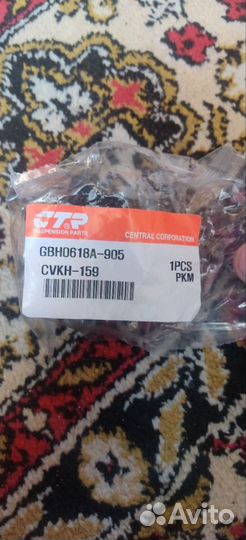 CTR
SUSPENSION PARTS
CENTRAL CORPORATION
GBH0618A-905
CVKH-159
1PCS
PKM
Avito